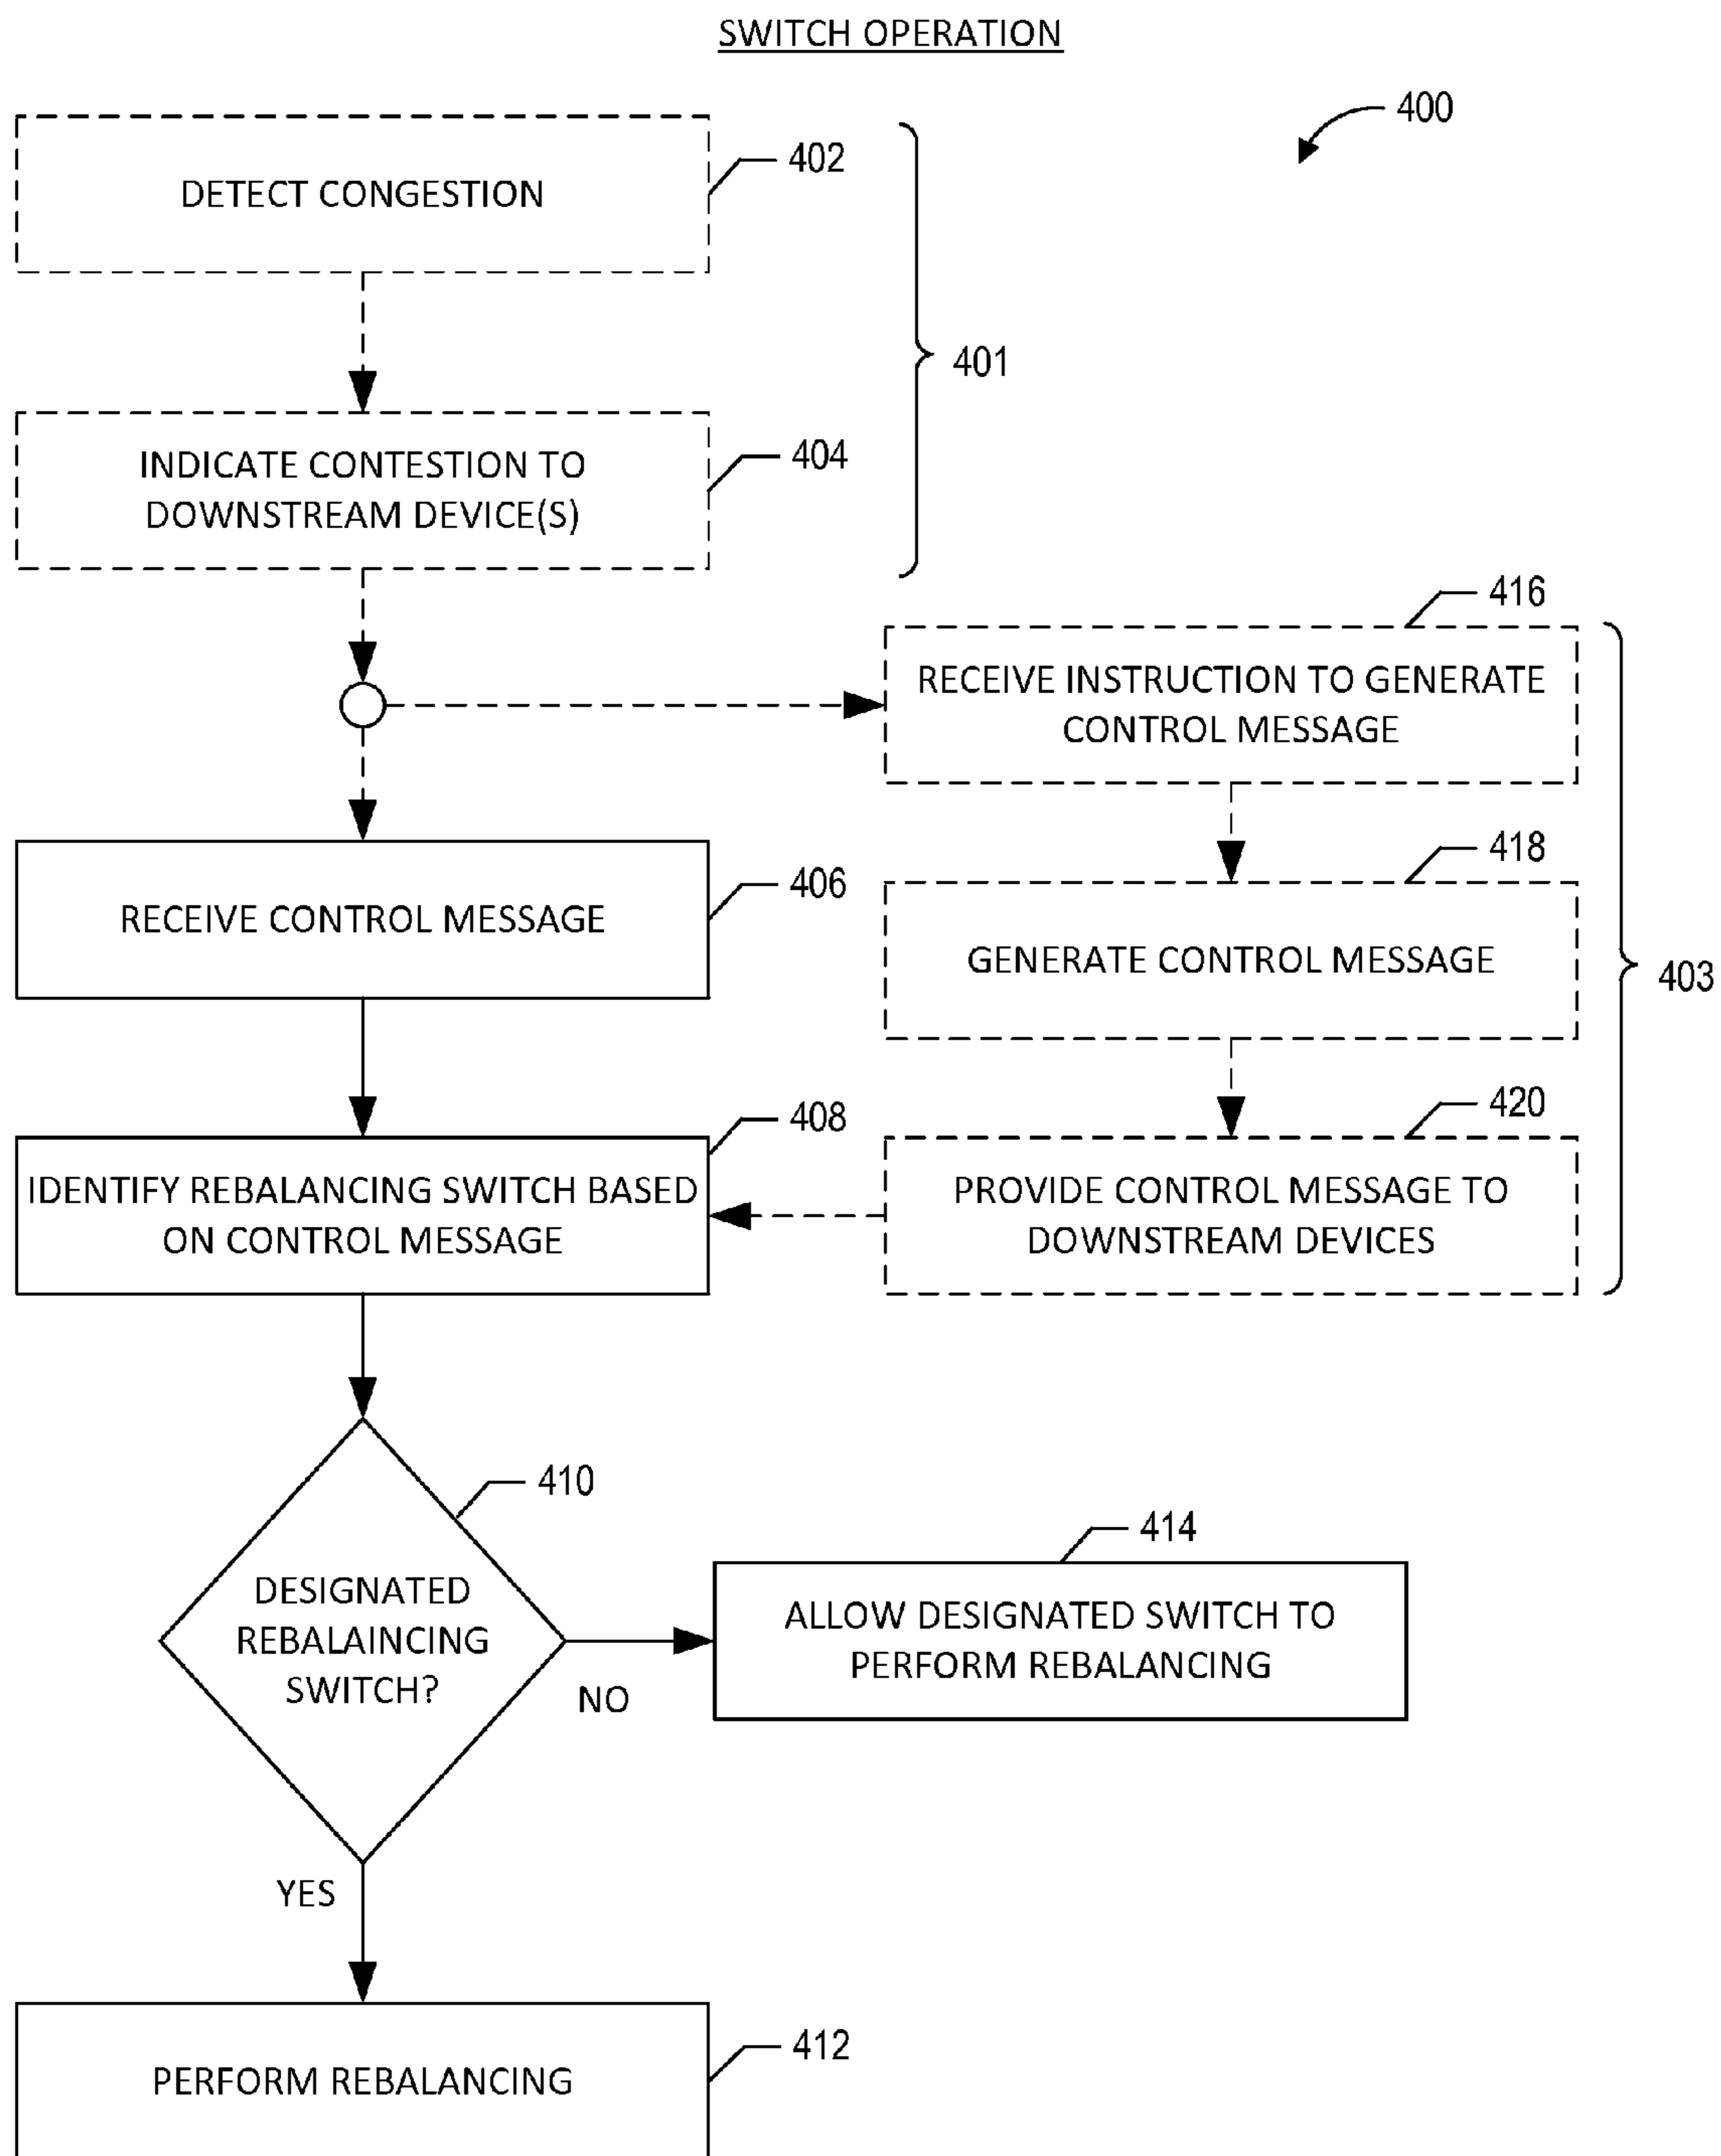 SWITCH OPERATION
400
DETECT CONGESTION
402
401
INDICATE CONTESTION TO
DOWNSTREAM DEVICE(S)
404
416
RECEIVE INSTRUCTION TO GENERATE
CONTROL MESSAGE
RECEIVE CONTROL MESSAGE
406
418
GENERATE CONTROL MESSAGE
403
408
IDENTIFY REBALANCING SWITCH BASED
ON CONTROL MESSAGE
420
PROVIDE CONTROL MESSAGE TO
DOWNSTREAM DEVICES
410
DESIGNATED
REBALAINCING
SWITCH?
NO
414
ALLOW DESIGNATED SWITCH TO
PERFORM REBALANCING
YES
412
PERFORM REBALANCING